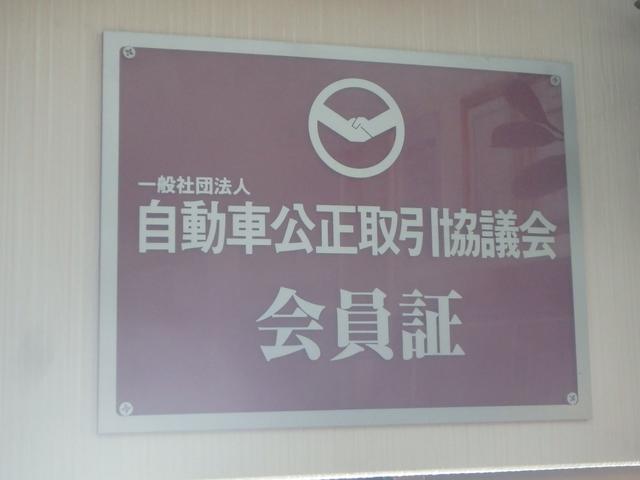 一般社団法人
自動車公正取引協議会
会員証